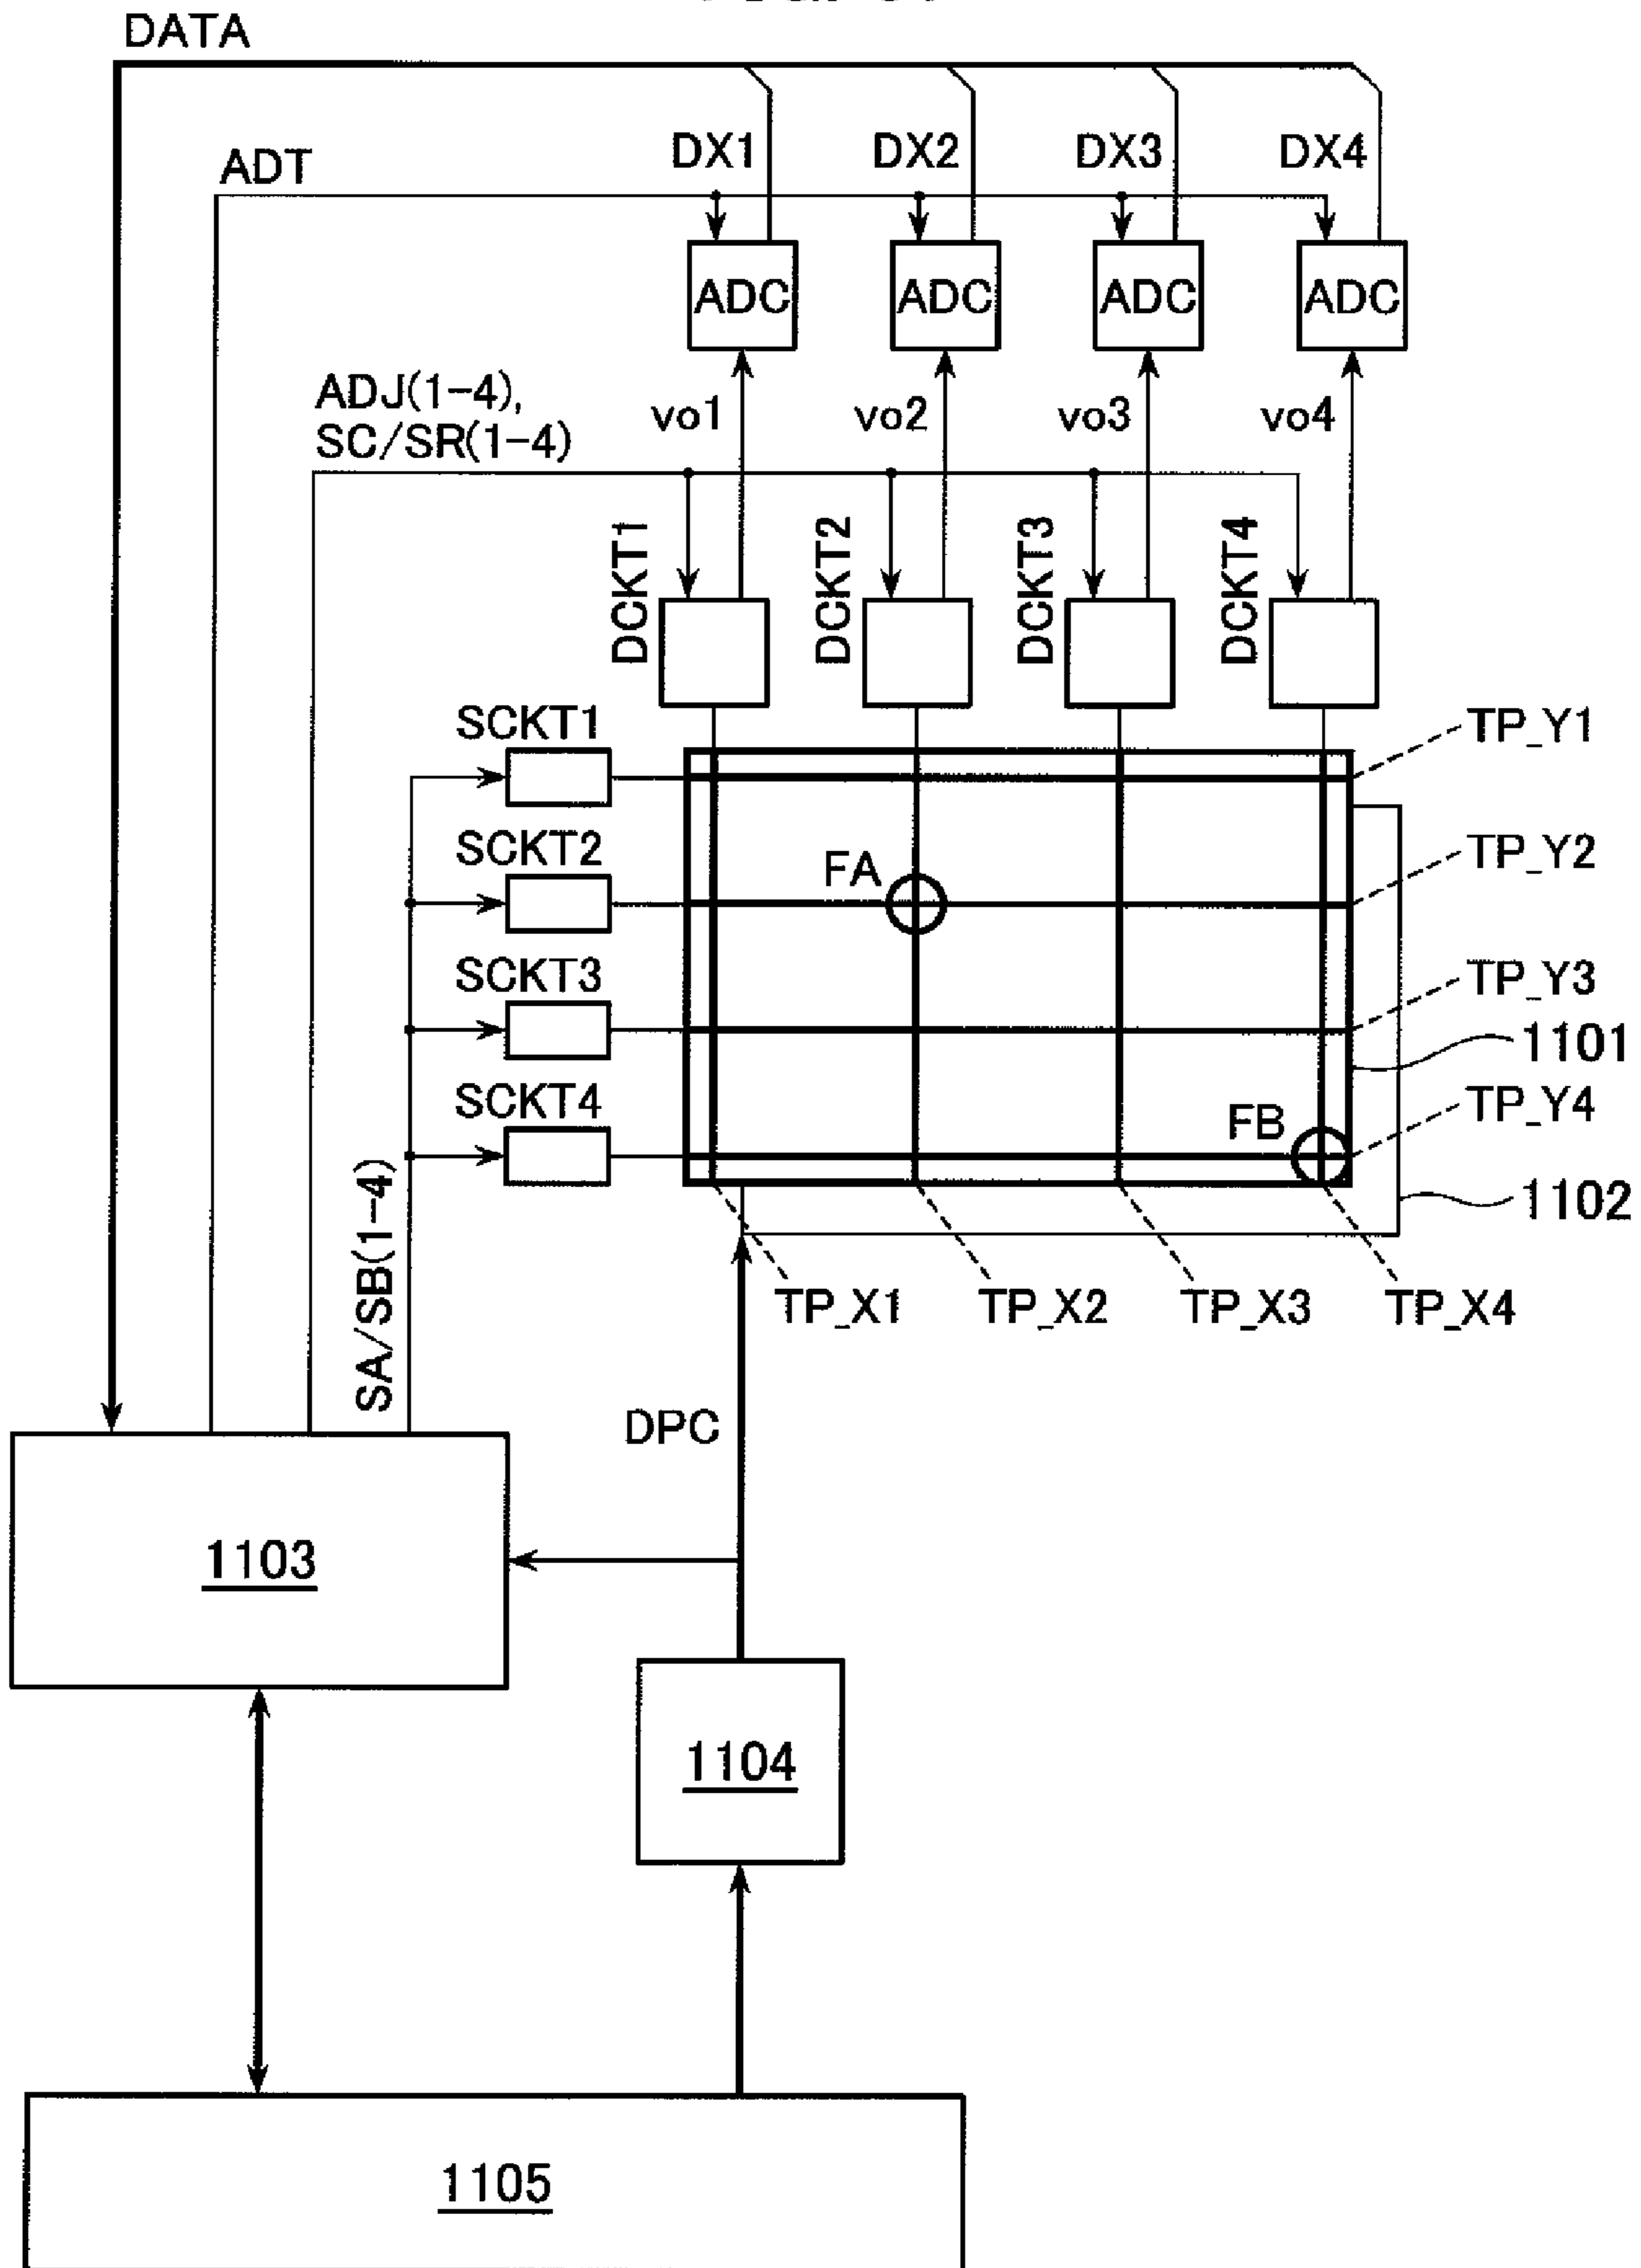 DATA
ADT
DX1
DX2
DX3
DX4
ADC
ADC
ADC
ADC
ADJ(1-4),
SC/SR(1-4)
vo1
vo2
vo3
vo4
DCKT1
DCKT2
DCKT3
DCKT4
SCKT1
TP_Y1
SCKT2
FA
TP_Y2
SCKT3
TP_Y3
1101
SCKT4
FB
TP_Y4
1102
SA/SB(1-4)
TP_X1
TP_X2
TP_X3
TP_X4
DPC
1103
1104
1105